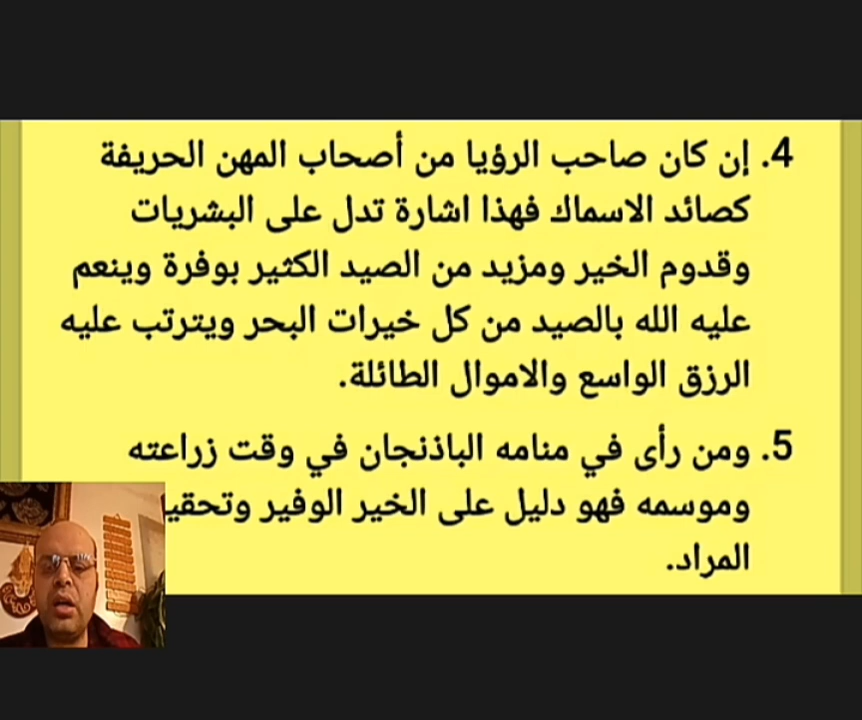 4. إن كان صاحب الرؤيا من أصحاب المهن الحريفة
كصائد الاسماك فهذا اشارة تدل على البشريات
وقدوم الخير ومزيد من الصيد الكثير بوفرة وينعم
عليه الله بالصيد من كل خيرات البحر ويترتب عليه
الرزق الواسع والاموال الطائلة.
5. ومن رأى في منامه الباذنجان في وقت زراعته
وموسمه فهو دليل على الخير الوفير
المراد.